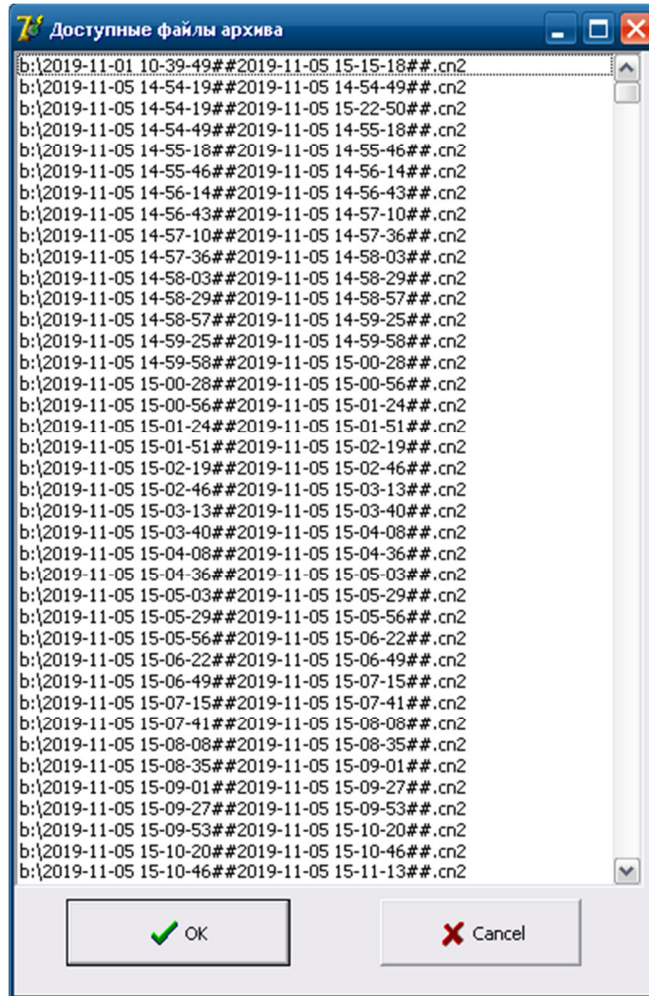 Доступные файлы архива
b:\2019-11-01 10-39-49##2019-11-05 15-15-18##.cn2
b:\2019-11-05 14-54-19##2019-11-05 14-54-49##.cn2
b:\2019-11-05 14-54-19##2019-11-05 15-22-50##.cn2
b:\2019-11-05 14-54-49##2019-11-05 14-55-18##.cn2
b:\2019-11-05 14-55-18##2019-11-05 14-55-46##.cn2
b:\2019-11-05 14-55-46##2019-11-05 14-56-14##.cn2
b:\2019-11-05 14-56-14##2019-11-05 14-56-43##.cn2
b:\2019-11-05 14-56-43##2019-11-05 14-57-10##.cn2
b:\2019-11-05 14-57-10##2019-11-05 14-57-36##.cn2
b:\2019-11-05 14-57-36##2019-11-05 14-58-03##.cn2
b:\2019-11-05 14-58-03##2019-11-05 14-58-29##.cn2
b:\2019-11-05 14-58-29##2019-11-05 14-58-57##.cn2
b:\2019-11-05 14-58-57##2019-11-05 14-59-25##.cn2
b:\2019-11-05 14-59-25##2019-11-05 14-59-58##.cn2
b:\2019-11-05 14-59-58##2019-11-05 15-00-28##.cn2
b:\2019-11-05 15-00-28##2019-11-05 15-00-56##.cn2
b:\2019-11-05 15-00-56##2019-11-05 15-01-24##.cn2
b:\2019-11-05 15-01-24##2019-11-05 15-01-51##.cn2
b:\2019-11-05 15-01-51##2019-11-05 15-02-19##.cn2
b:\2019-11-05 15-02-19##2019-11-05 15-02-46##.cn2
b:\2019-11-05 15-02-46##2019-11-05 15-03-13##.cn2
b:\2019-11-05 15-03-13##2019-11-05 15-03-40##.cn2
b:\2019-11-05 15-03-40##2019-11-05 15-04-08##.cn2
b:\2019-11-05 15-04-08##2019-11-05 15-04-36##.cn2
b:\2019-11-05 15-04-36##2019-11-05 15-05-03##.cn2
b:\2019-11-05 15-05-03##2019-11-05 15-05-29##.cn2
b:\2019-11-05 15-05-29##2019-11-05 15-05-56##.cn2
b:\2019-11-05 15-05-56##2019-11-05 15-06-22##.cn2
b:\2019-11-05 15-06-22##2019-11-05 15-06-49##.cn2
b:\2019-11-05 15-06-49##2019-11-05 15-07-15##.cn2
b:\2019-11-05 15-07-15##2019-11-05 15-07-41##.cn2
b:\2019-11-05 15-07-41##2019-11-05 15-08-08##.cn2
b:\2019-11-05 15-08-08##2019-11-05 15-08-35##.cn2
b:\2019-11-05 15-08-35##2019-11-05 15-09-01##.cn2
b:\2019-11-05 15-09-01##2019-11-05 15-09-27##.cn2
b:\2019-11-05 15-09-27##2019-11-05 15-09-53##.cn2
b:\2019-11-05 15-09-53##2019-11-05 15-10-20##.cn2
b:\2019-11-05 15-10-20##2019-11-05 15-10-46##.cn2
b:\2019-11-05 15-10-46##2019-11-05 15-11-13##.cn2
OK
Cancel